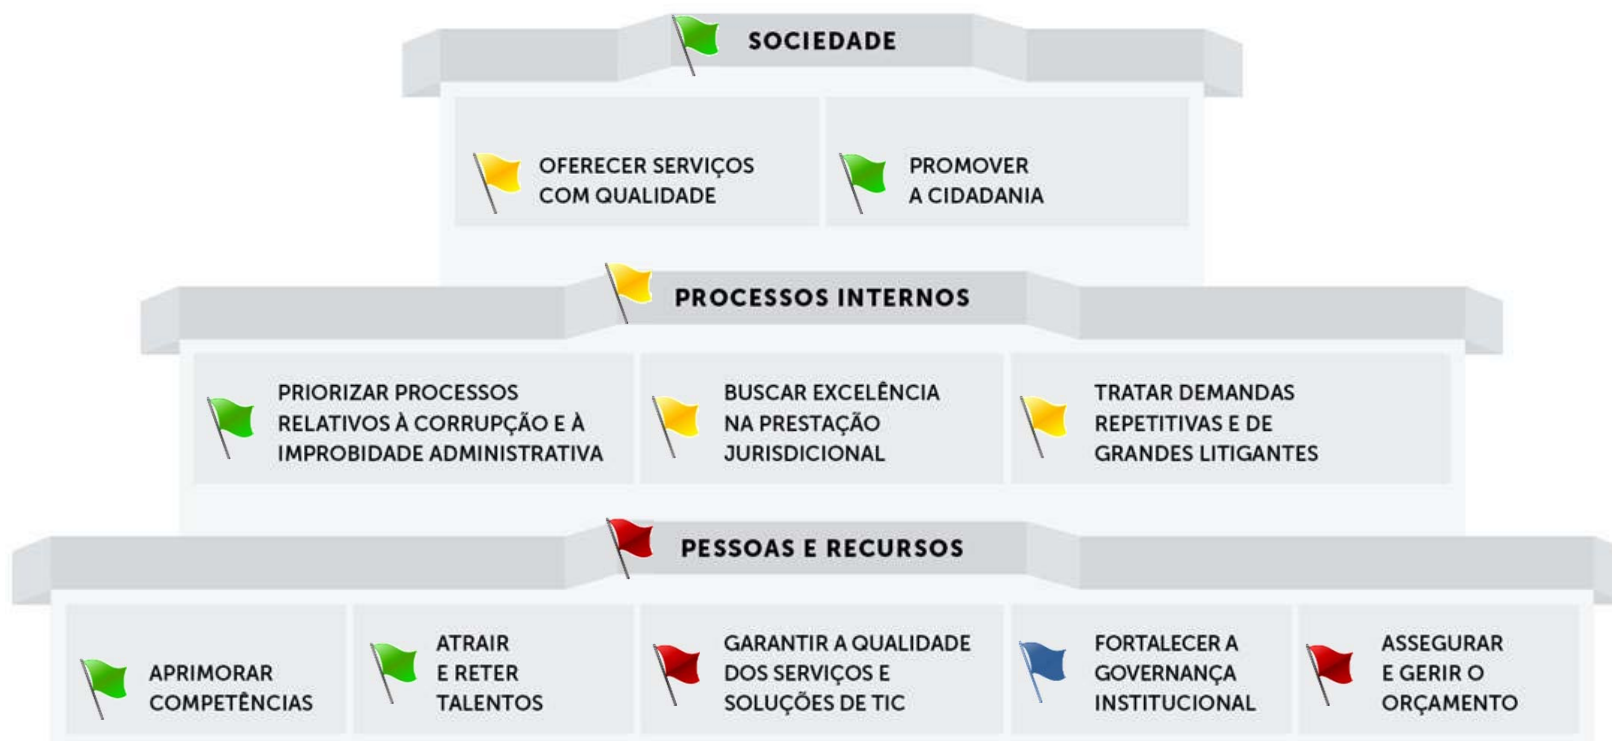 SOCIEDADE
OFERECER SERVIÇOS
COM QUALIDADE
PROMOVER
A CIDADANIA
PROCESSOS INTERNOS
PRIORIZAR PROCESSOS
RELATIVOS À CORRUPÇÃO E À
IMPROBIDADE ADMINISTRATIVA
BUSCAR EXCELÊNCIA
NA PRESTAÇÃO
JURISDICIONAL
TRATAR DEMANDAS
REPETITIVAS E DE
GRANDES LITIGANTES
PESSOAS E RECURSOS
APRIMORAR
COMPETÊNCIAS
ATRAIR
E RETER
TALENTOS
GARANTIR A QUALIDADE
DOS SERVIÇOS E
SOLUÇÕES DE TIC
FORTALECER A
GOVERNANÇA
INSTITUCIONAL
ASSEGURAR
E GERIR O
ORÇAMENTO